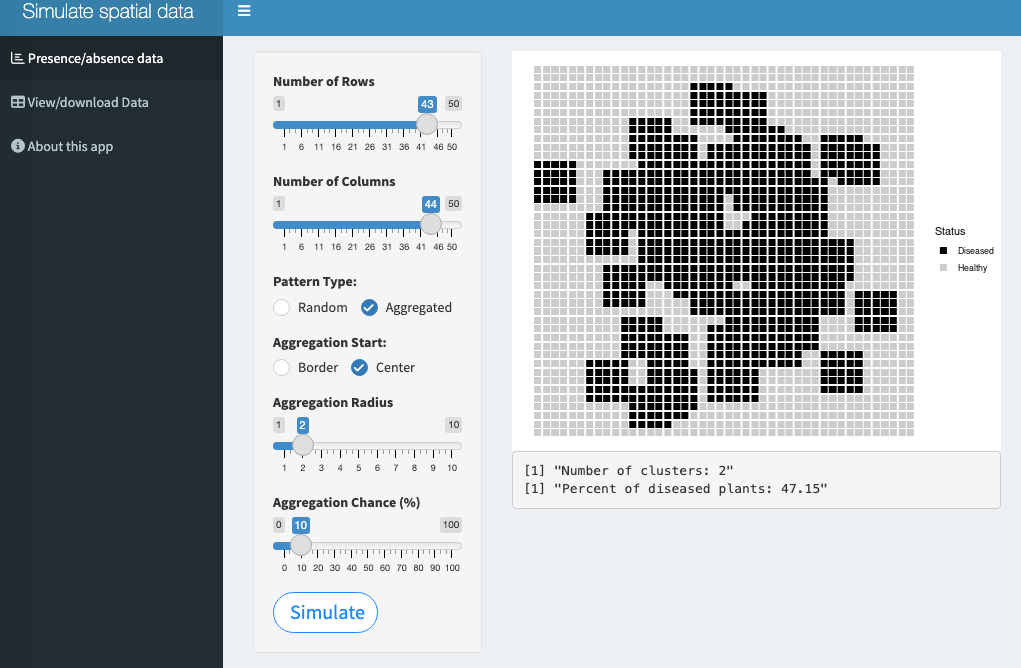 Simulate spatial data
Presence/absence data
View/download Data
About this app
Number of Rows
1 43 50
1 6 11 16 21 26 31 36 41 46 50
Number of Columns
1 44 50
1 6 11 16 21 26 31 36 41 46 50
Pattern Type:
Random Aggregated
Aggregation Start:
Border Center
Aggregation Radius
1 2 10
1 2 3 4 5 6 7 8 9 10
Aggregation Chance (%)
0 10 100
0 10 20 30 40 50 60 70 80 90 100
Simulate
Status
Diseased
Healthy
[1] "Number of clusters: 2"
[1] "Percent of diseased plants: 47.15"